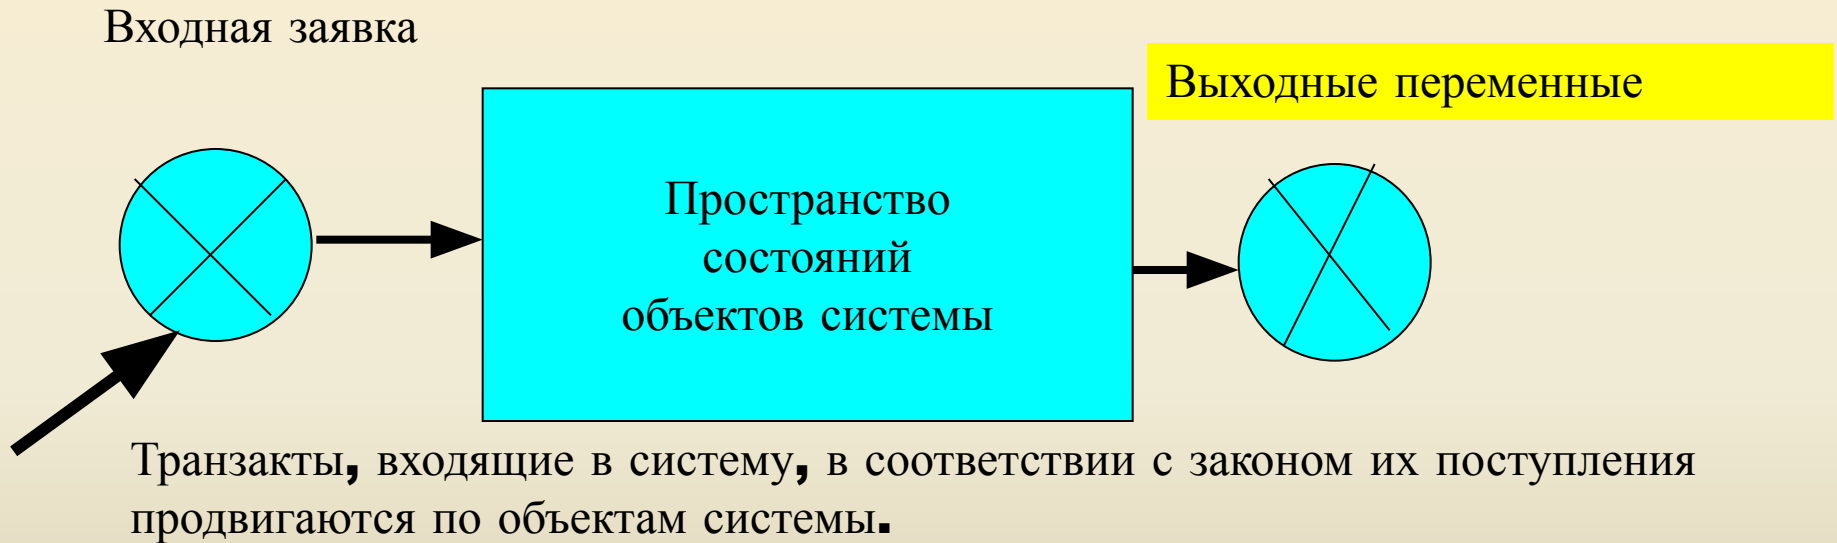 Входная заявка
Выходные переменные
Пространство
состояний
объектов системы
Транзакты, входящие в систему, в соответствии с законом их поступления
продвигаются по объектам системы.